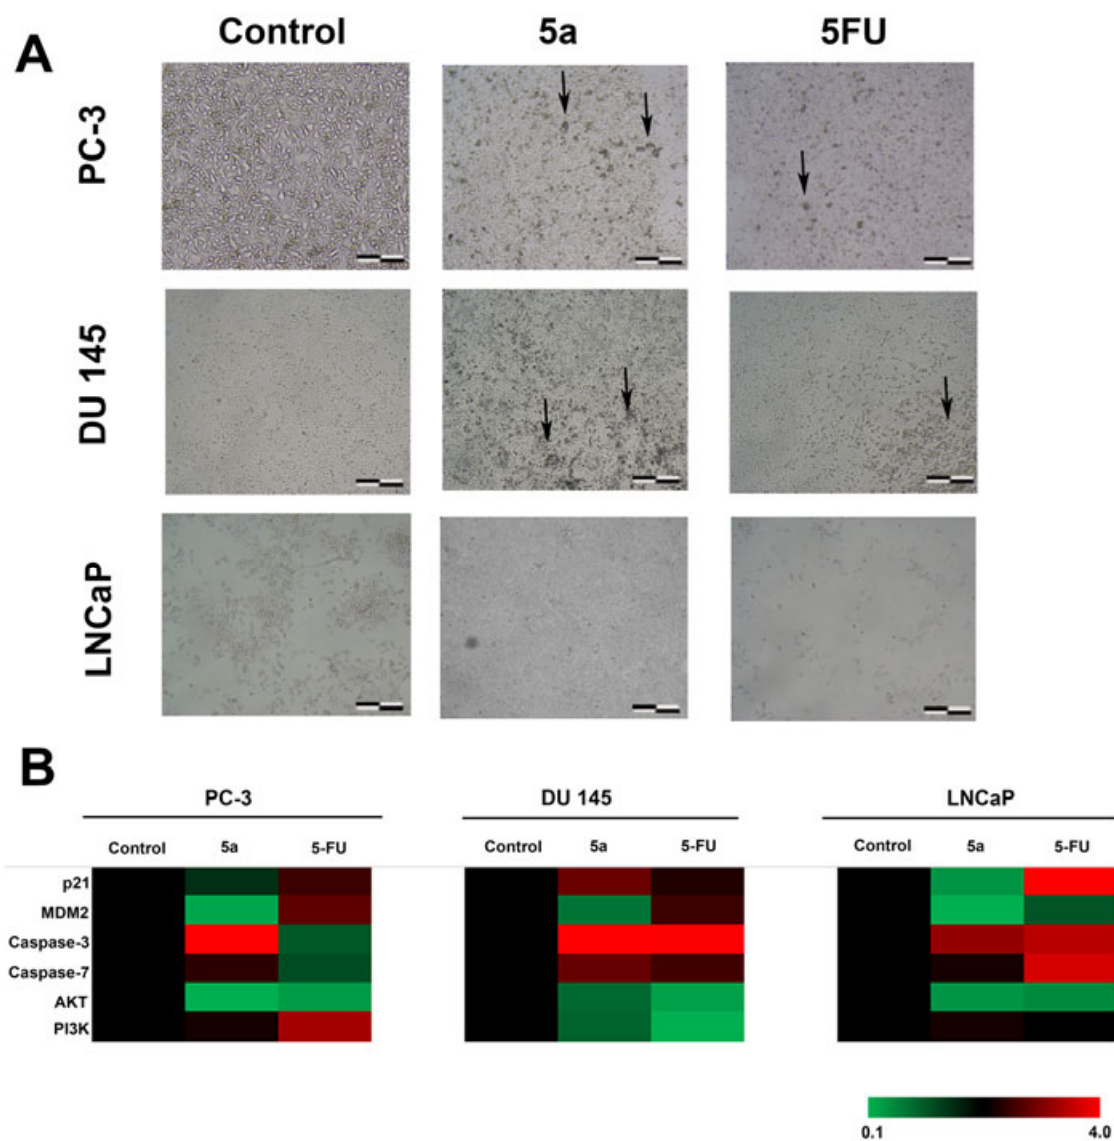 A
Control 5a 5FU
PC-3
DU 145
LNCaP
B
PC-3 DU 145 LNCaP
Control 5a 5-FU Control 5a 5-FU Control 5a 5-FU
p21
MDM2
Caspase-3
Caspase-7
AKT
PI3K
0.1 4.0